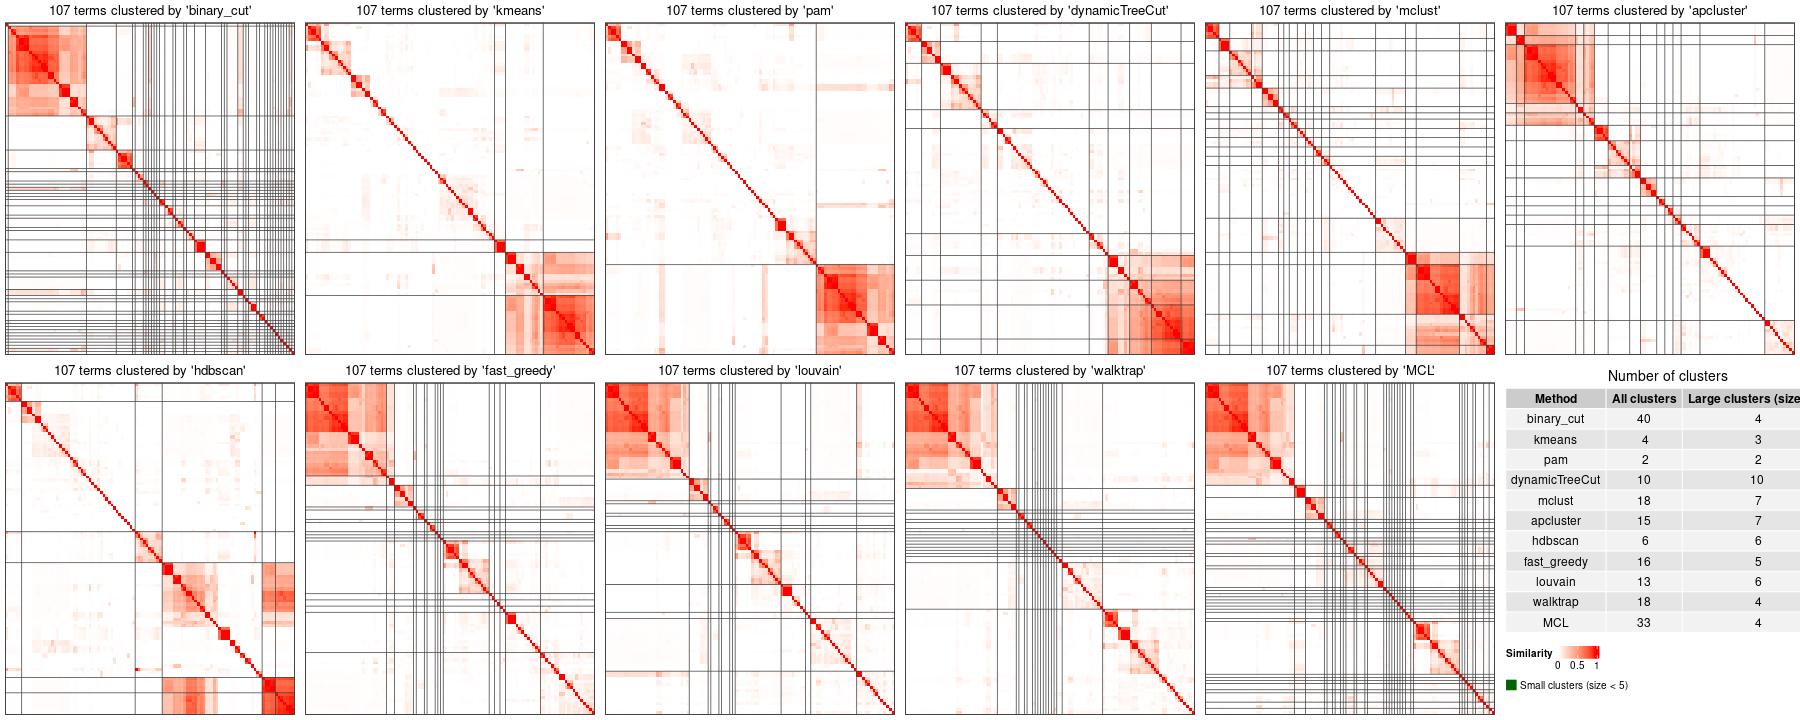 107 terms clustered by 'binary_cut'
107 terms clustered by 'kmeans'
107 terms clustered by 'pam'
107 terms clustered by 'dynamicTreeCut'
107 terms clustered by 'mclust'
107 terms clustered by 'apcluster'
107 terms clustered by 'hdbscan'
107 terms clustered by 'fast_greedy'
107 terms clustered by 'louvain'
107 terms clustered by 'walktrap'
107 terms clustered by 'MCL'
Number of clusters
Method All clusters Large clusters (size
binary_cut 40 4
kmeans 4 3
pam 2 2
dynamicTreeCut 10 10
mclust 18 7
apcluster 15 7
hdbscan 6 6
fast_greedy 16 5
louvain 13 6
walktrap 18 4
MCL 33 4
Similarity
0 0.5 1
Small clusters (size < 5)